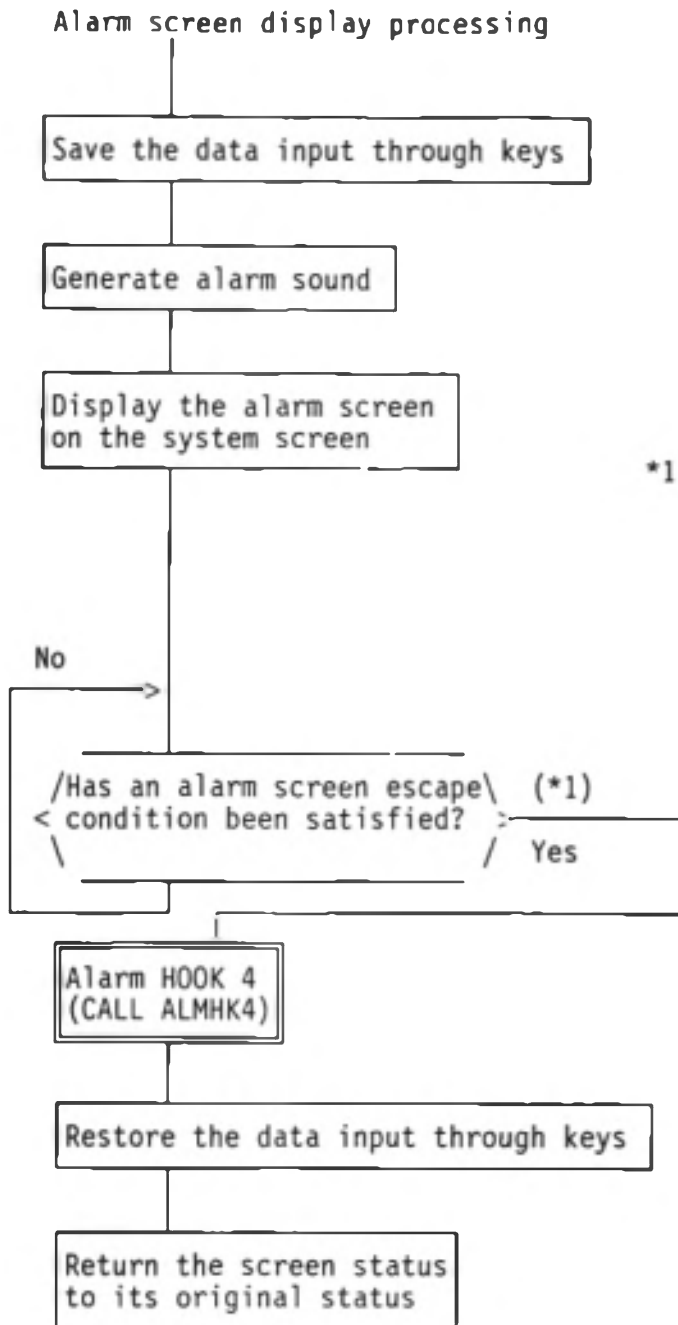 Alarm screen display processing
Save the data input through keys
Generate alarm sound
Display the alarm screen
on the system screen
*1
No
Has an alarm screen escape (*1)
condition been satisfied?
Yes
Alarm HOOK 4
(CALL ALMHK4)
Restore the data input through keys
Return the screen status
to its original status